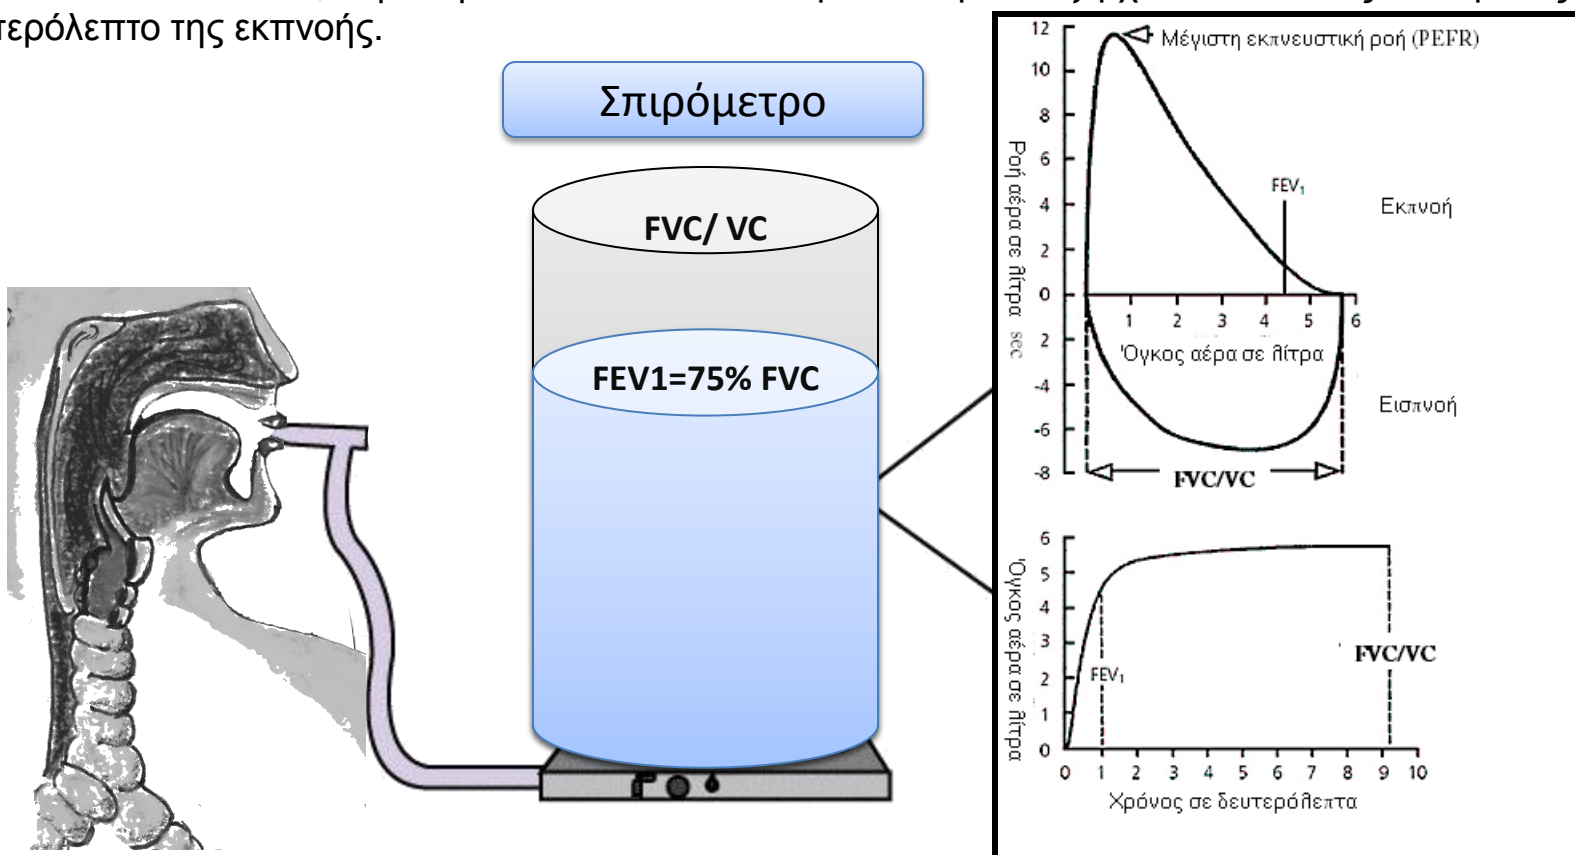 τερόλεπτο της εκπνοής.
Σπιρόμετρο
FVC/ VC
FEV1=75% FVC
12
10
8
6
4
2
0
2
-4
-6
-8
Ροή αέρα σε λίτρα sec
Μέγιστη εκπνευστική ροή (PEFR)
FEV1
Εκπνοή
1 2 3 4 5 6
Όγκος αέρα σε λίτρα
Εισπνοή
FVC/VC
6
5
4
3
2
1
0
Όγκος αέρα σε λίτρα
FEV1
FVC/VC
0 1 2 3 4 5 6 7 8 9 10
Χρόνος σε δευτερόλεπτα